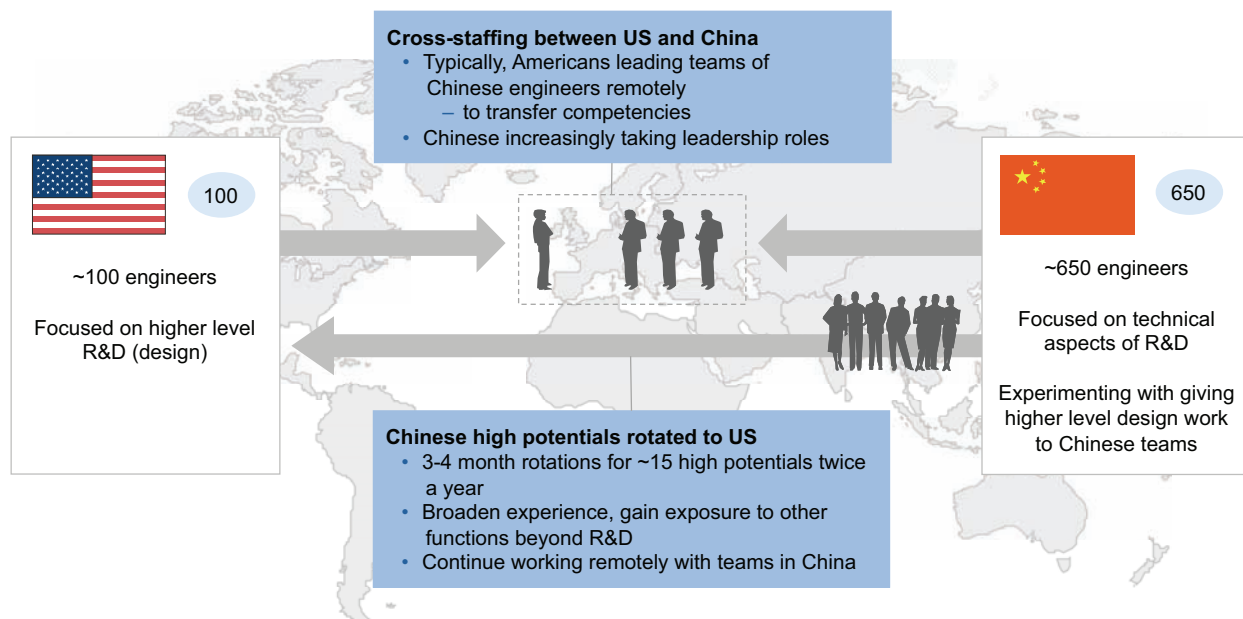 Cross-staffing between US and China
• Typically, Americans leading teams of
Chinese engineers remotely
– to transfer competencies
• Chinese increasingly taking leadership roles
100
~100 engineers
Focused on higher level
R&D (design)
650
~650 engineers
Focused on technical
aspects of R&D
Experimenting with giving
higher level design work
to Chinese teams
Chinese high potentials rotated to US
• 3-4 month rotations for ~15 high potentials twice
a year
• Broaden experience, gain exposure to other
functions beyond R&D
• Continue working remotely with teams in China